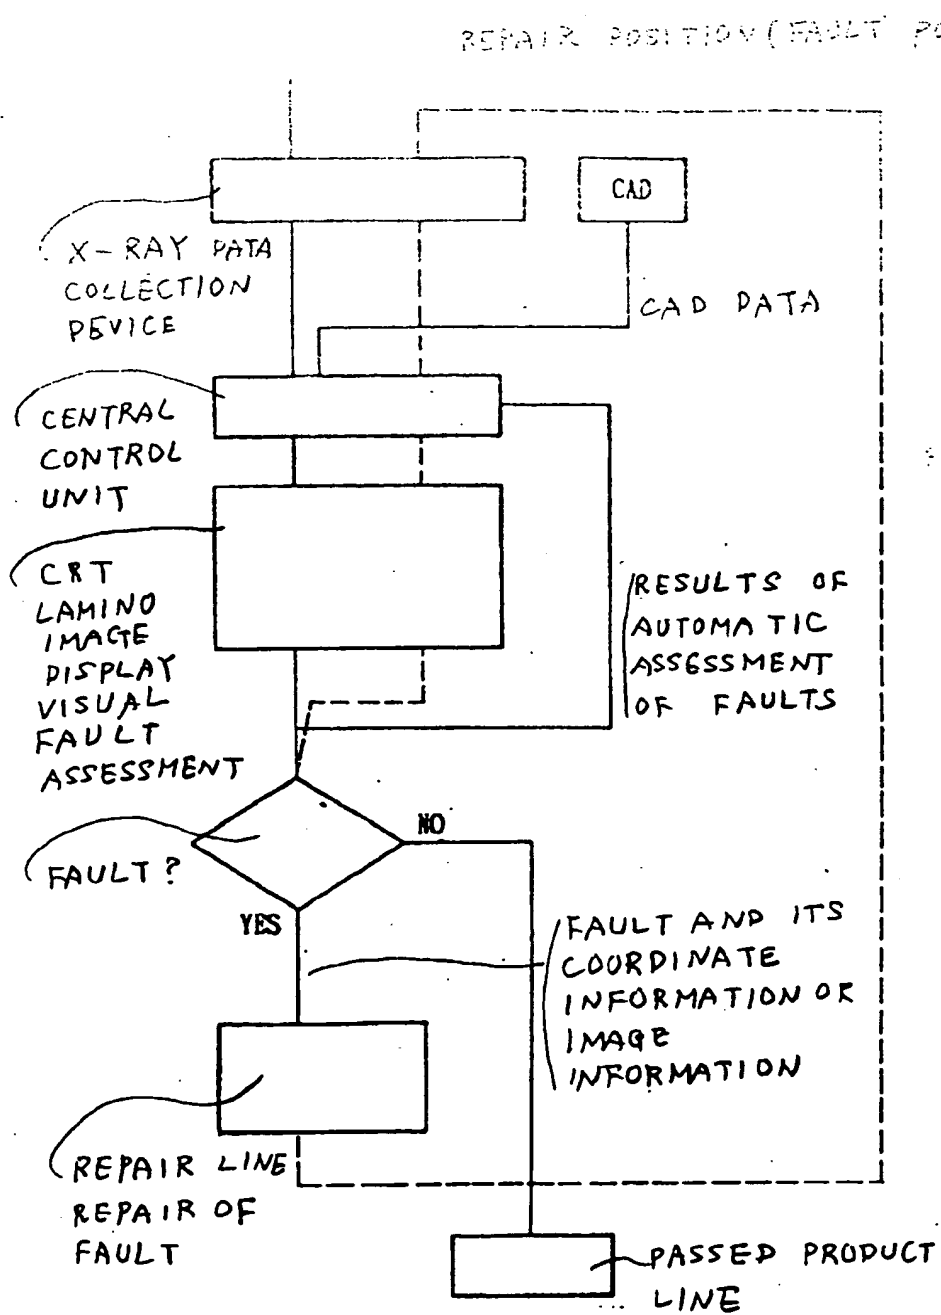 REPAIR POSITION (FAULT
CAD
X-RAY DATA
COLLECTION
DEVICE
CAD DATA
CENTRAL
CONTROL
UNIT
CRT
LAMINO
IMAGE
DISPLAY
VISUAL
FAULT
ASSESSMENT
RESULTS OF
AUTOMATIC
ASSESSMENT
OF FAULTS
NO
FAULT?
YES
FAULT AND ITS
COORDINATE
INFORMATION OR
IMAGE
INFORMATION
REPAIR LINE
REPAIR OF
FAULT
PASSED PRODUCT
LINE